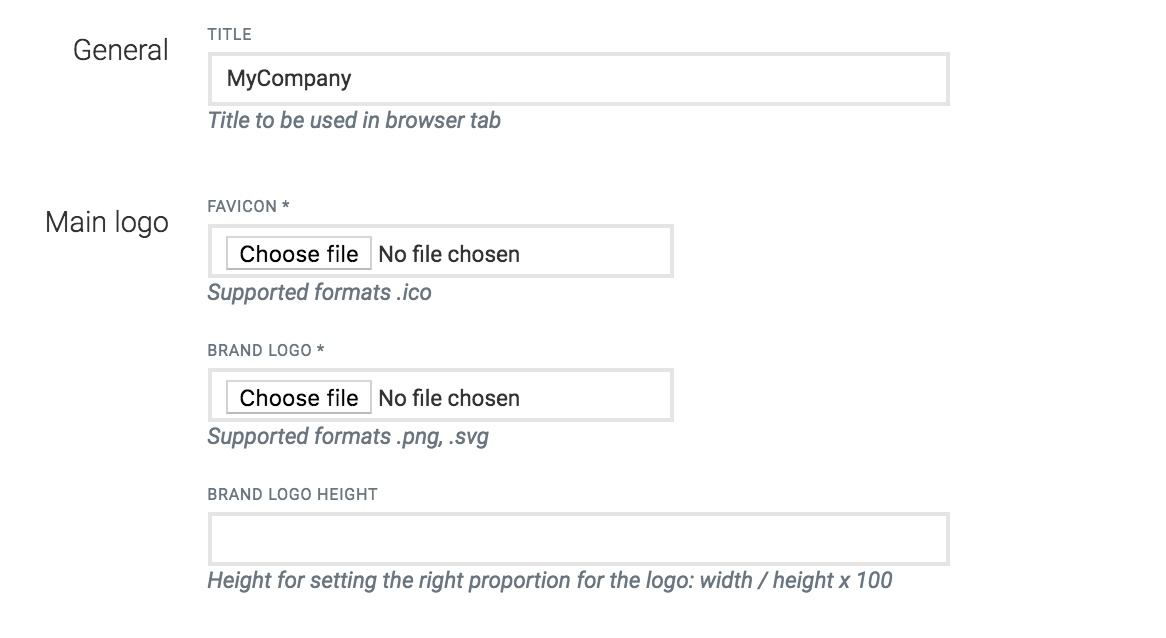 General
TITLE
MyCompany
Title to be used in browser tab
Main logo
FAVICON *
Choose file No file chosen
Supported formats .ico
BRAND LOGO *
Choose file No file chosen
Supported formats .png, .svg
BRAND LOGO HEIGHT
Height for setting the right proportion for the logo: width / height x 100